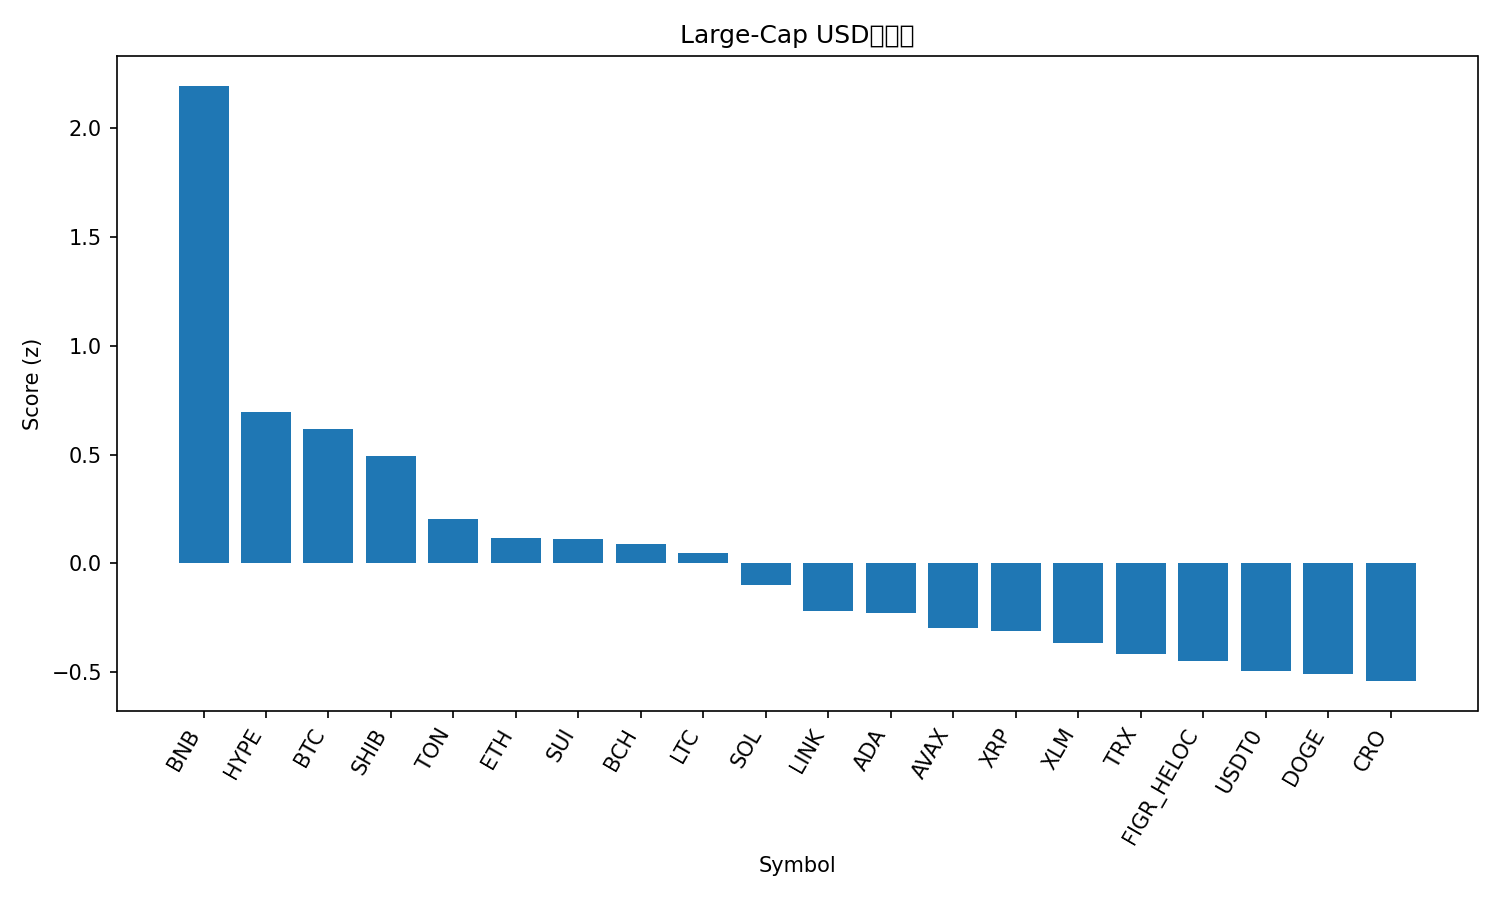 Large-Cap USD
Score (z)
2.0
1.5
1.0
0.5
0.0
−0.5
BNB
HYPE
BTC
SHIB
TON
ETH
SUI
BCH
LTC
SOL
LINK
ADA
AVAX
XRP
XLM
TRX
FIGR_HELOC
USDT0
DOGE
CRO
Symbol